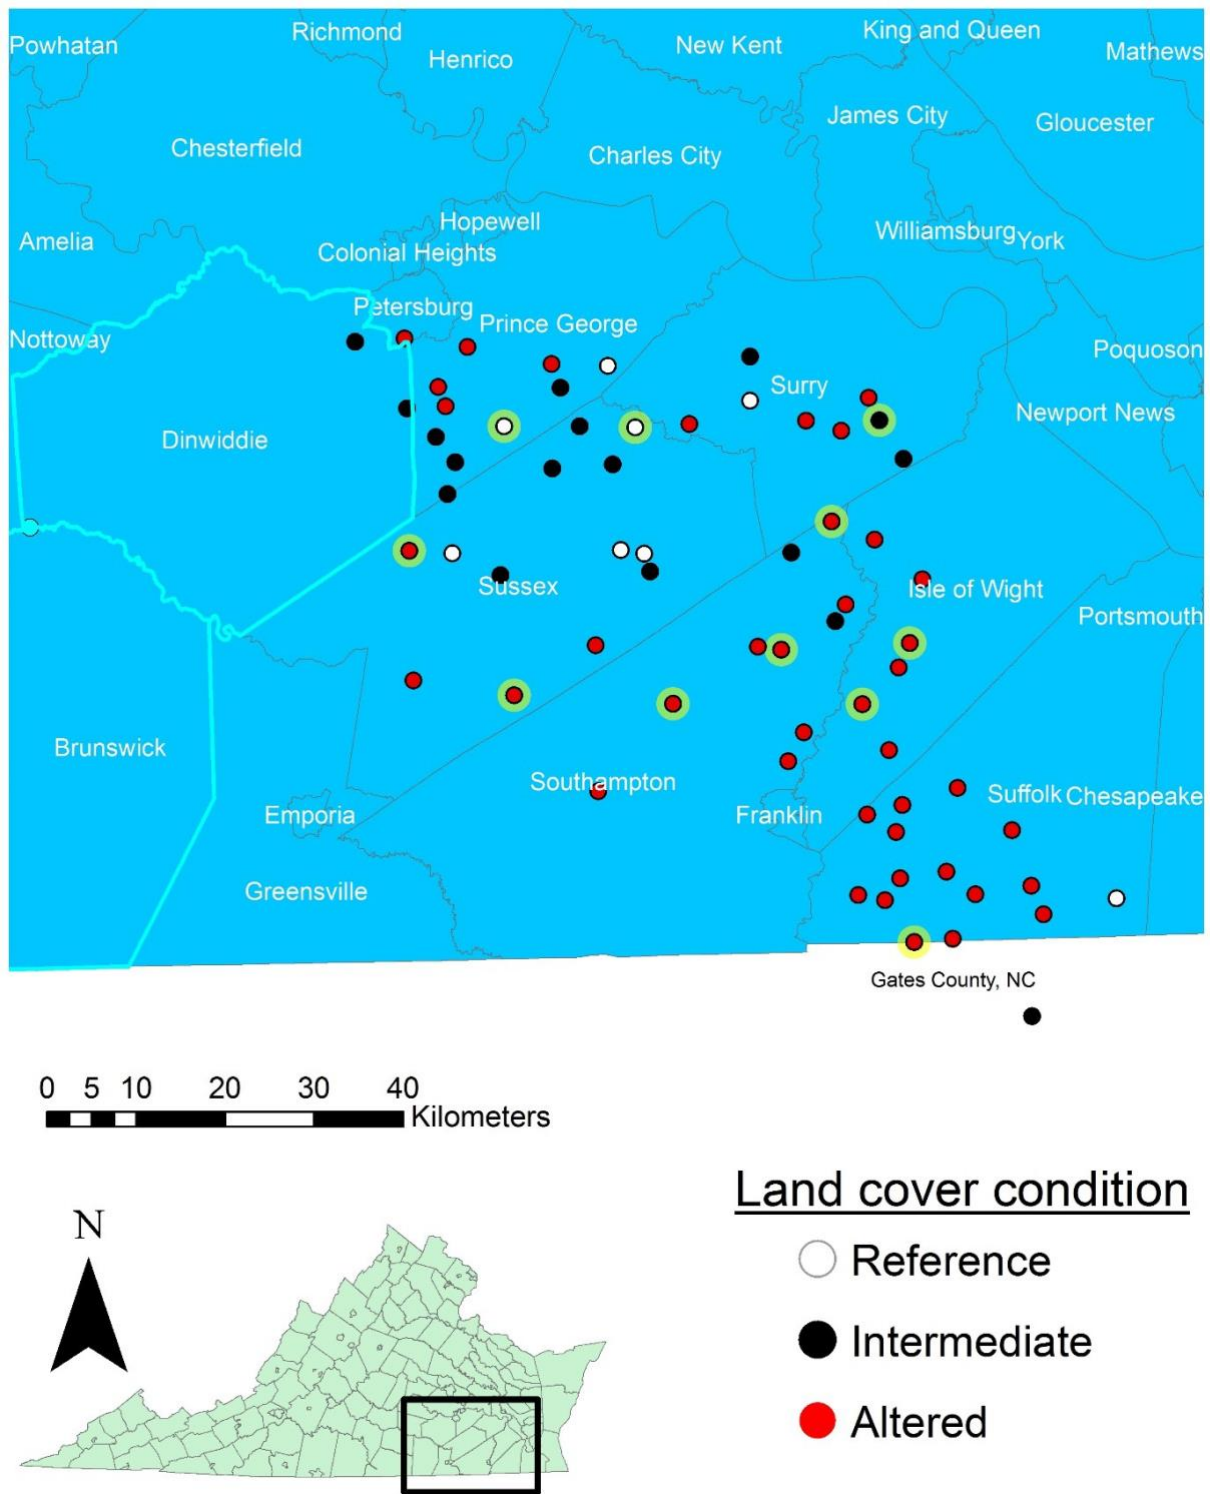 Richmond
King and Queen
Powhatan
New Kent
Mathews
Henrico
James City
Gloucester
Chesterfield
Charles City
Hopewell
Williamsburg
York
Amelia
Colonial Heights
Petersburg
Prince George
Nottoway
Poquoson
Surry
Newport News
Dinwiddie
Sussex
Isle of Wight
Portsmouth
Brunswick
Southampton
Suffolk
Chesapeake
Emporia
Franklin
Greensville
Gates County, NC
0 5 10 20 30 40
Kilometers
Land cover condition
N
Reference
Intermediate
Altered